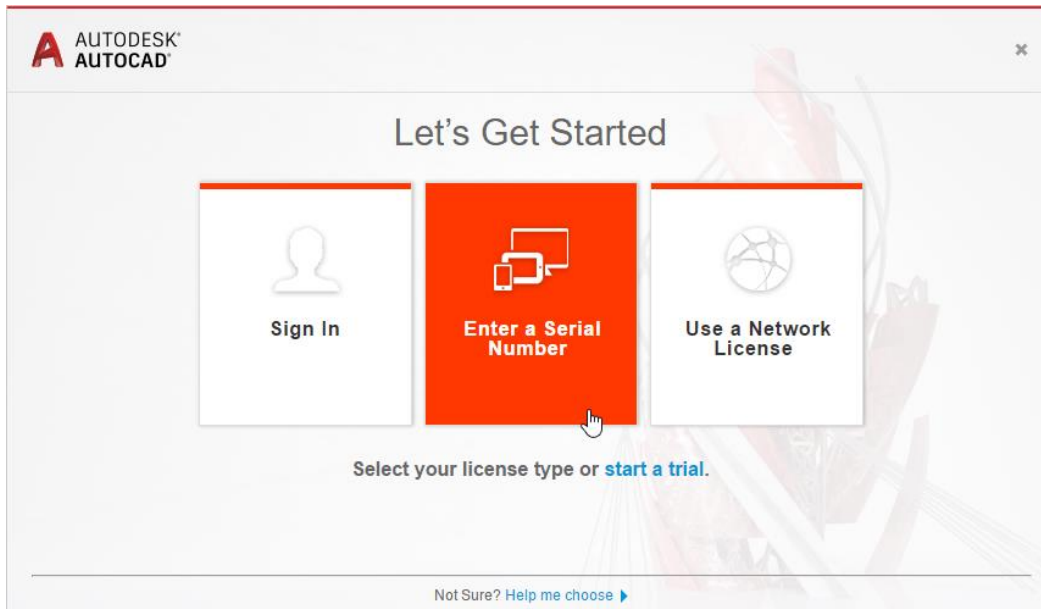 AUTODESK®
AUTOCAD®
Let's Get Started
Sign In
Enter a Serial
Number
Use a Network
License
Select your license type or start a trial.
Not Sure? Help me choose